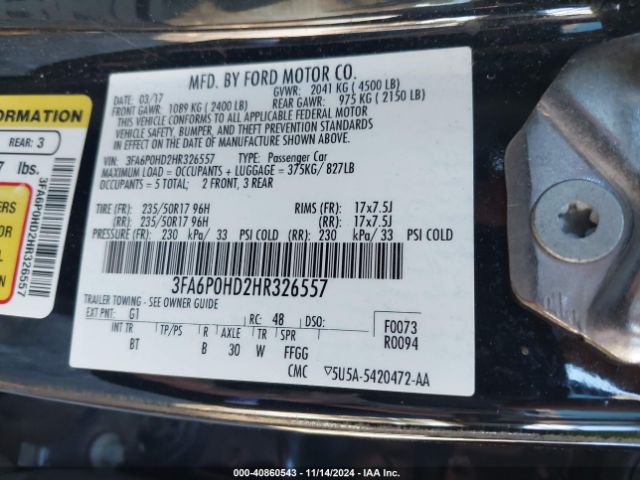 MFD. BY FORD MOTOR CO.
DATE: 03/17 GVWR: 2041 KG ( 4500 LB)
FRONT GAWR: 1089 KG ( 2400 LB) REAR GAWR: 975 KG ( 2150 LB)
THIS VEHICLE CONFORMS TO ALL APPLICABLE FEDERAL MOTOR
VEHICLE SAFETY, BUMPER, AND THEFT PREVENTION STANDARDS
IN EFFECT ON THE DATE OF MANUFACTURE SHOWN ABOVE.
VIN: 3FA6P0HD2HR326557 TYPE: Passenger Car
MAXIMUM LOAD = OCCUPANTS + LUGGAGE = 375KG/ 827LB
OCCUPANTS = 5 TOTAL; 2 FRONT, 3 REAR
TIRE (FR): 235/50R17 96H RIMS (FR): 17x7.5J
(RR): 235/50R17 96H (RR): 17x7.5J
PRESSURE (FR): 230 kPa/ 33 PSI COLD (RR): 230 kPa/ 33 PSI COLD
3FA6P0HD2HR326557
TRAILER TOWING - SEE OWNER GUIDE
EXT PNT: G1 RC: 48 DSO: F0073
INT TR TP/PS R AXLE TR SPR R0094
BT B 30 W FFGG
CMC ▽5U5A-5420472-AA
FORMATION
REAR: 3
7 lbs.
ERS
3FA6P0HD2HR326557
000-40860543 - 11/14/2024 - IAA Inc.